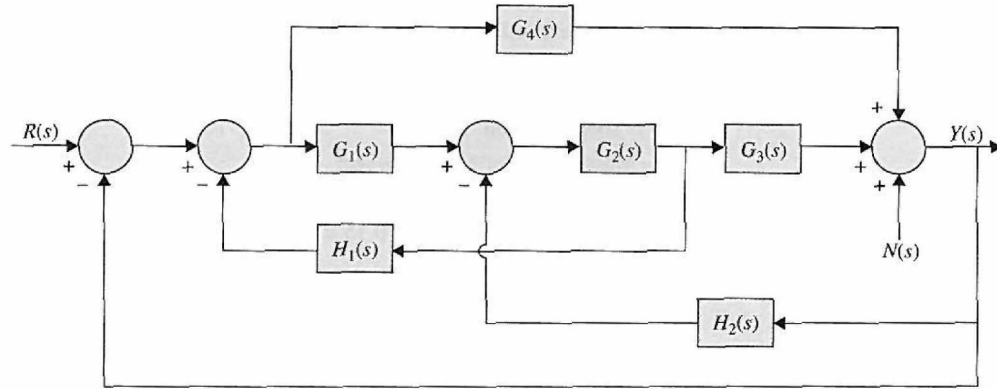 G4(s)
R(s)
+
−
+
−
G1(s)
+
−
G2(s)
G3(s)
+
+
+
Y(s)
N(s)
H1(s)
H2(s)